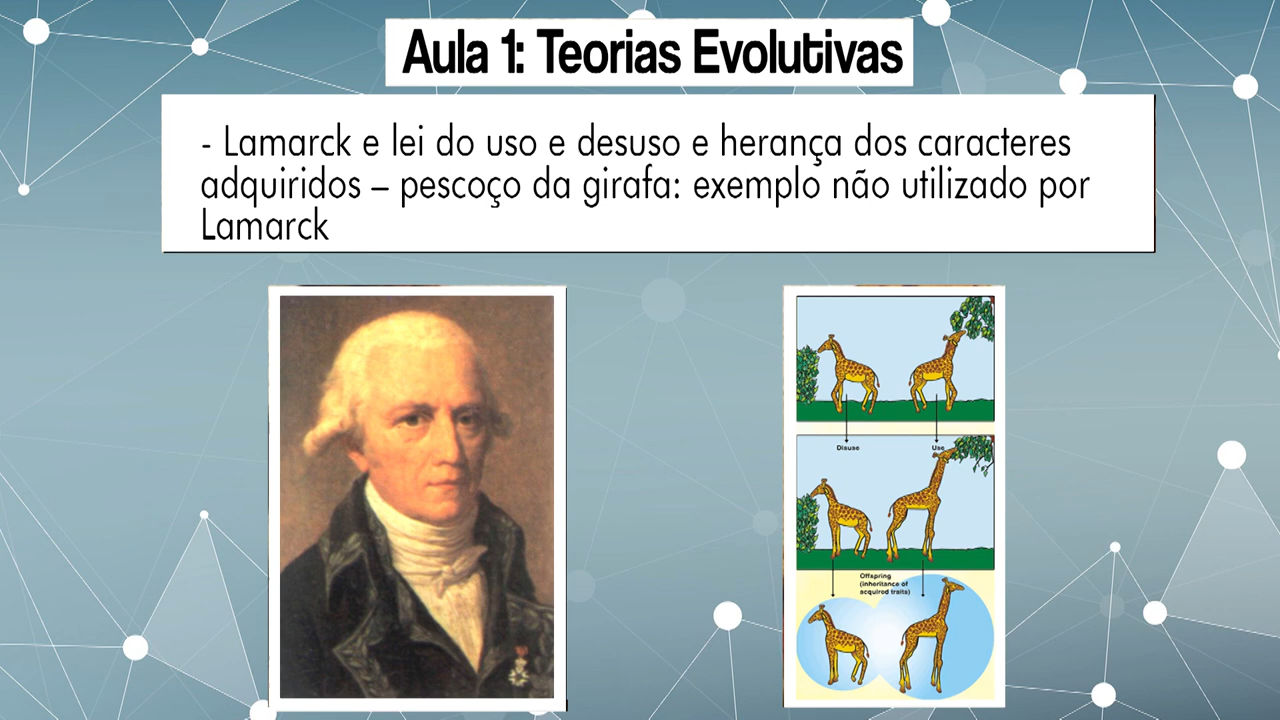 Aula 1: Teorias Evolutivas
- Lamarck e lei do uso e desuso e herança dos caracteres
adquiridos – pescoço da girafa: exemplo não utilizado por
Lamarck
Disuse
Use
Offspring
(inheritance of
acquired traits)